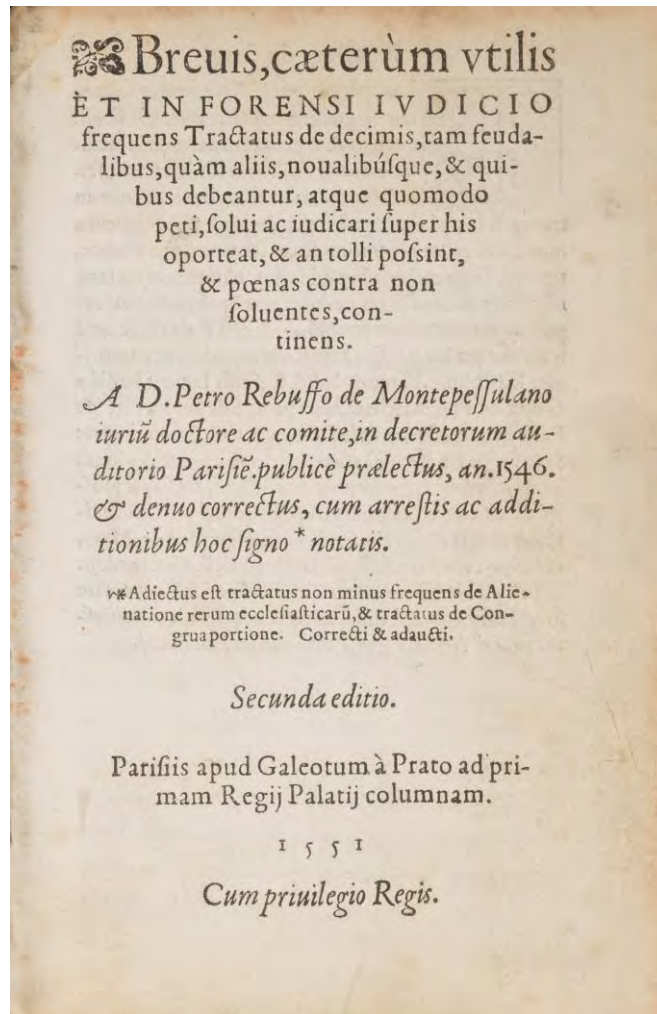 Breuis,cæterùm vtilis
ÈT IN FORENSI IVDICIO
frequens Tractatus de decimis,tam feuda-
libus,quàm aliis,noualibúſque,& qui-
bus debeantur, atque quomodo
peti,ſolui ac iudicari ſuper his
oporteat,& an tolli poſsint,
& pœnas contra non
ſoluentes,con-
tinens.
A D.Petro Rebuffo de Montepeſſulano
iuriũ doctore ac comite,in decretorum au-
ditorio Pariſiẽ.publicè prælectus, an.1546.
& denuo correctus, cum arreſtis ac addi-
tionibus hoc ſigno * notatis.
Adiectus eſt tractatus non minus frequens de Alie-
natione rerum eccleſiaſticarũ,& tractatus de Con-
grua portione. Correcti & adaucti.
Secunda editio.
Pariſiis apud Galeotum à Prato ad pri-
mam Regij Palatij columnam.
1551
Cum priuilegio Regis.